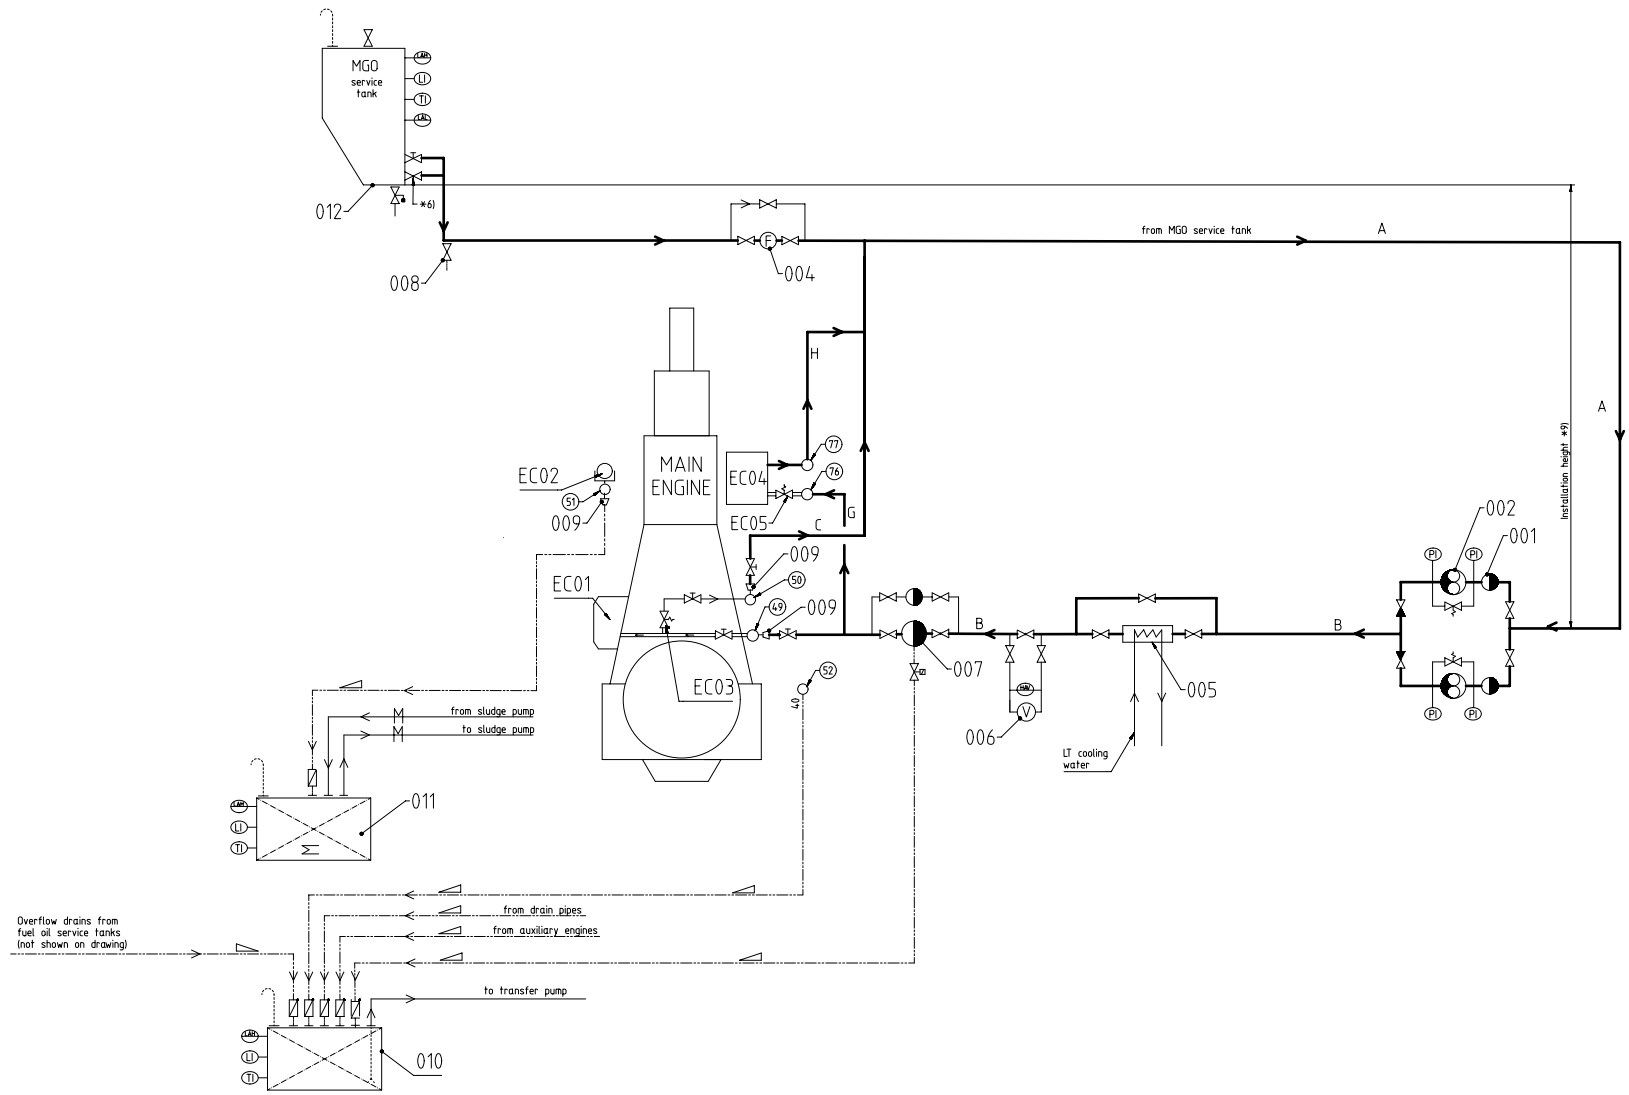 MGO
service
tank
LAH
LI
TI
LAL
012
*6)
008
F
004
from MGO service tank
A
A
Installation height *9)
H
77
MAIN
ENGINE
EC04
76
EC02
51
009
EC05
G
C
002
001
PI
PI
009
50
EC01
49
009
B
B
007
EC03
52
40
HAV
V
006
005
PI
PI
LT cooling
water
from sludge pump
M
to sludge pump
M
011
LAH
LI
TI
Overflow drains from
fuel oil service tanks
(not shown on drawing)
from drain pipes
from auxiliary engines
to transfer pump
LAH
LI
TI
010